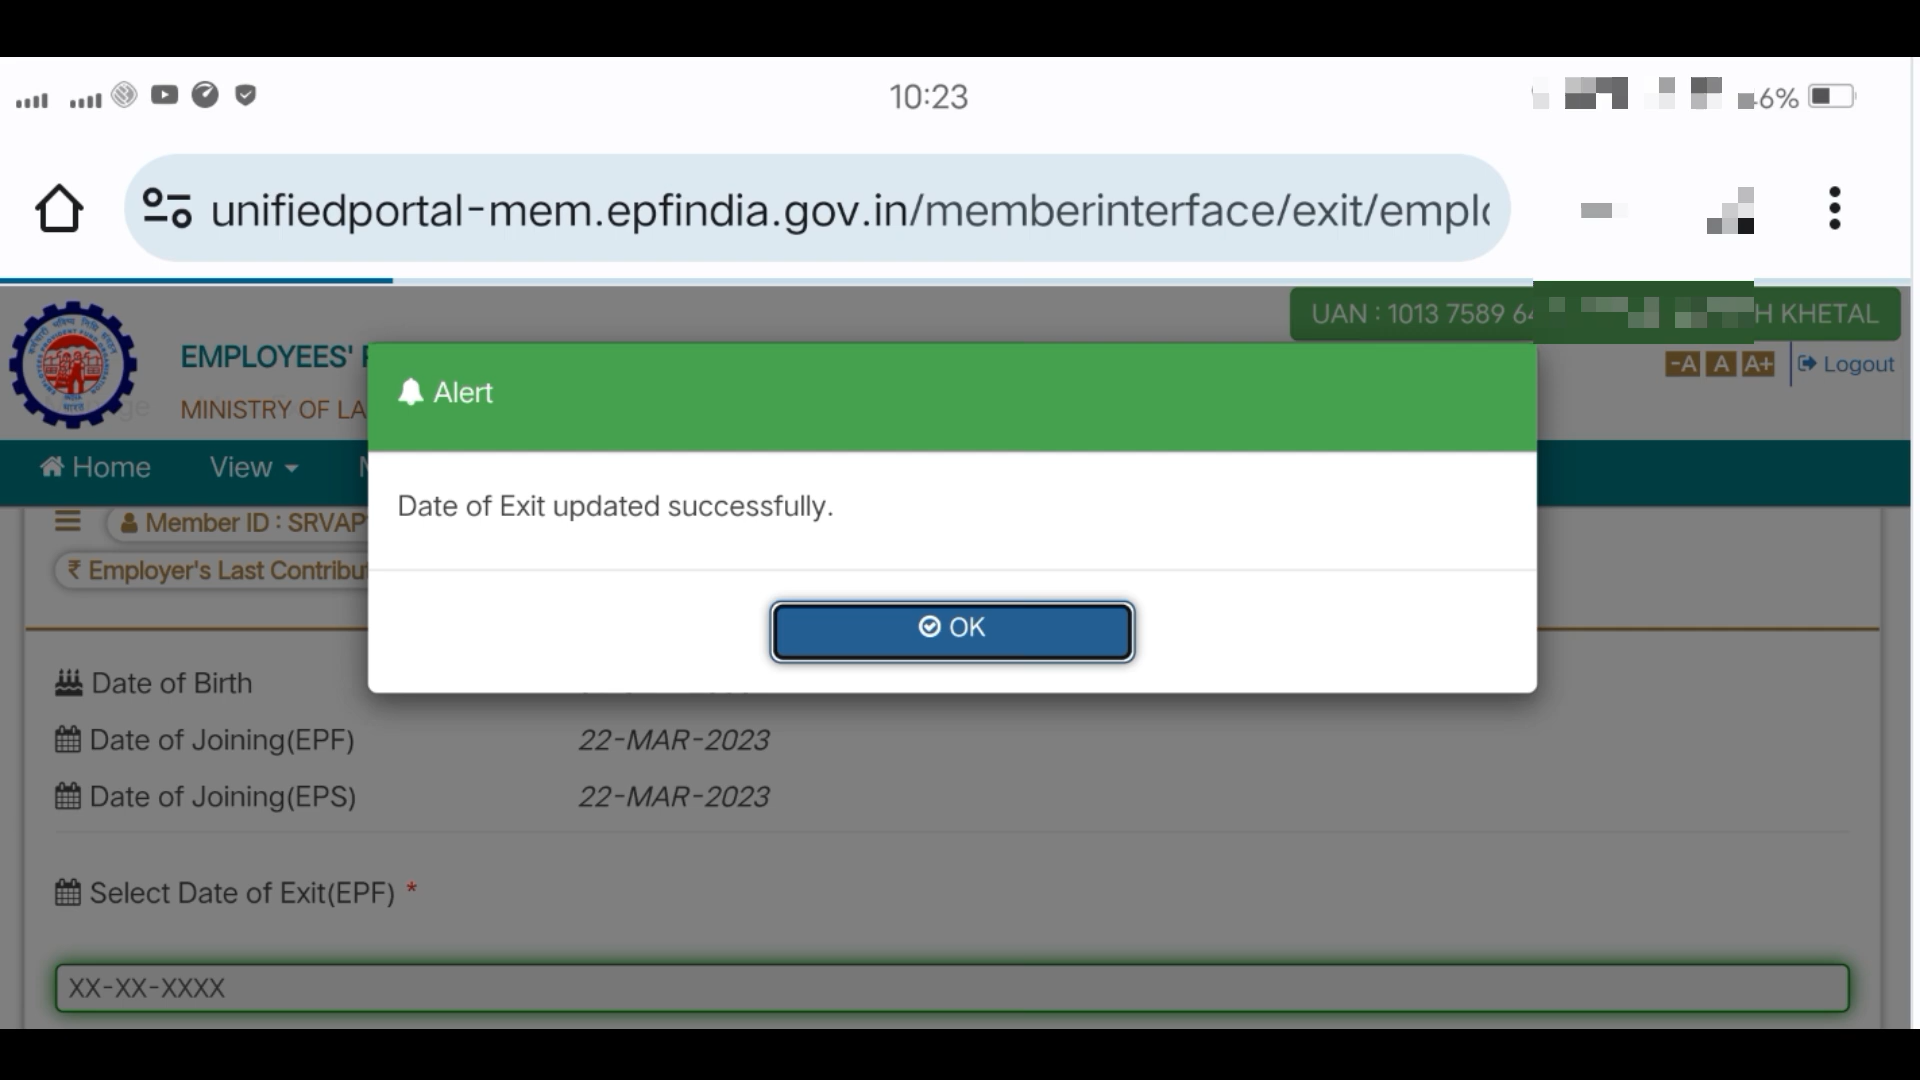 10:23
6%
unifiedportal-mem.epfindia.gov.in/memberinterface/exit/empl
UAN : 1013 7589 6
H KHETAL
EMPLOYEES'
MINISTRY OF LA
-A A A+ Logout
Alert
Home View
Date of Exit updated successfully.
Member ID : SRVAP
₹ Employer's Last Contribu
OK
Date of Birth
Date of Joining(EPF) 22-MAR-2023
Date of Joining(EPS) 22-MAR-2023
Select Date of Exit(EPF) *
XX-XX-XXXX